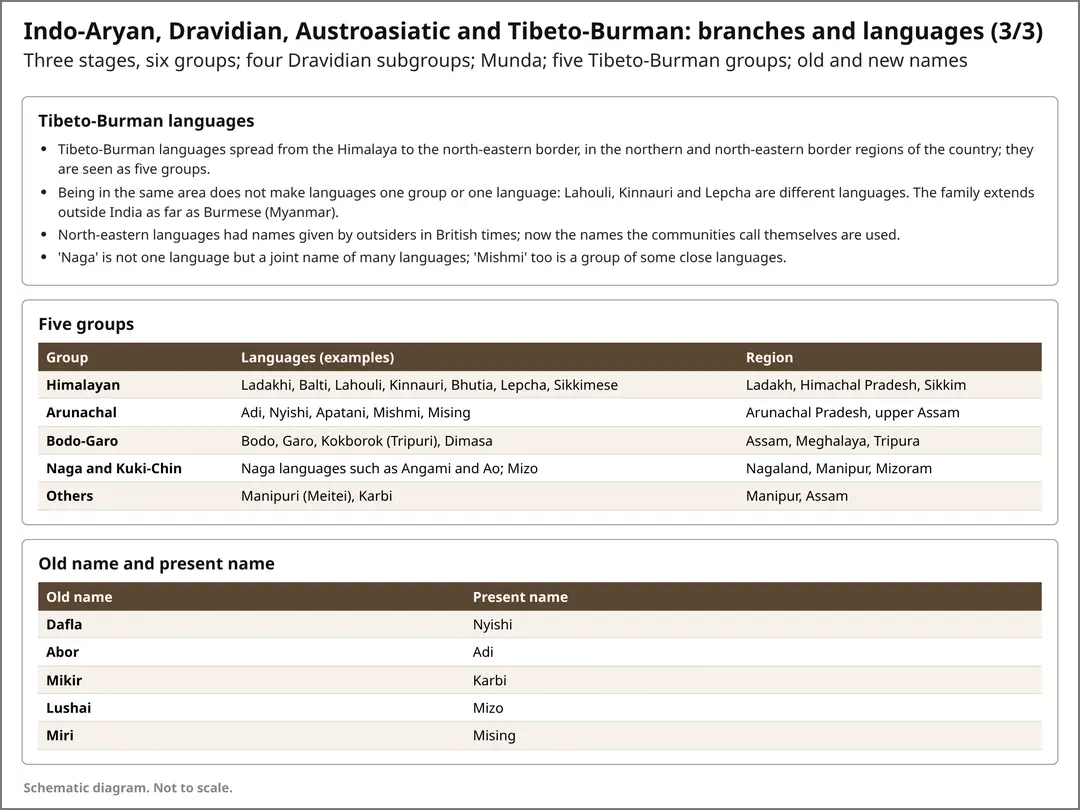 Indo-Aryan, Dravidian, Austroasiatic and Tibeto-Burman: branches and languages (3/3)
Three stages, six groups; four Dravidian subgroups; Munda; five Tibeto-Burman groups; old and new names
Tibeto-Burman languages
• Tibeto-Burman languages spread from the Himalaya to the north-eastern border, in the northern and north-eastern border regions of the country; they
are seen as five groups.
• Being in the same area does not make languages one group or one language: Lahouli, Kinnauri and Lepcha are different languages. The family extends
outside India as far as Burmese (Myanmar).
• North-eastern languages had names given by outsiders in British times; now the names the communities call themselves are used.
• 'Naga' is not one language but a joint name of many languages; 'Mishmi' too is a group of some close languages.
Five groups
Group Languages (examples) Region
Himalayan Ladakhi, Balti, Lahouli, Kinnauri, Bhutia, Lepcha, Sikkimese Ladakh, Himachal Pradesh, Sikkim
Arunachal Adi, Nyishi, Apatani, Mishmi, Mising Arunachal Pradesh, upper Assam
Bodo-Garo Bodo, Garo, Kokborok (Tripuri), Dimasa Assam, Meghalaya, Tripura
Naga and Kuki-Chin Naga languages such as Angami and Ao; Mizo Nagaland, Manipur, Mizoram
Others Manipuri (Meitei), Karbi Manipur, Assam
Old name and present name
Old name Present name
Dafla Nyishi
Abor Adi
Mikir Karbi
Lushai Mizo
Miri Mising
Schematic diagram. Not to scale.